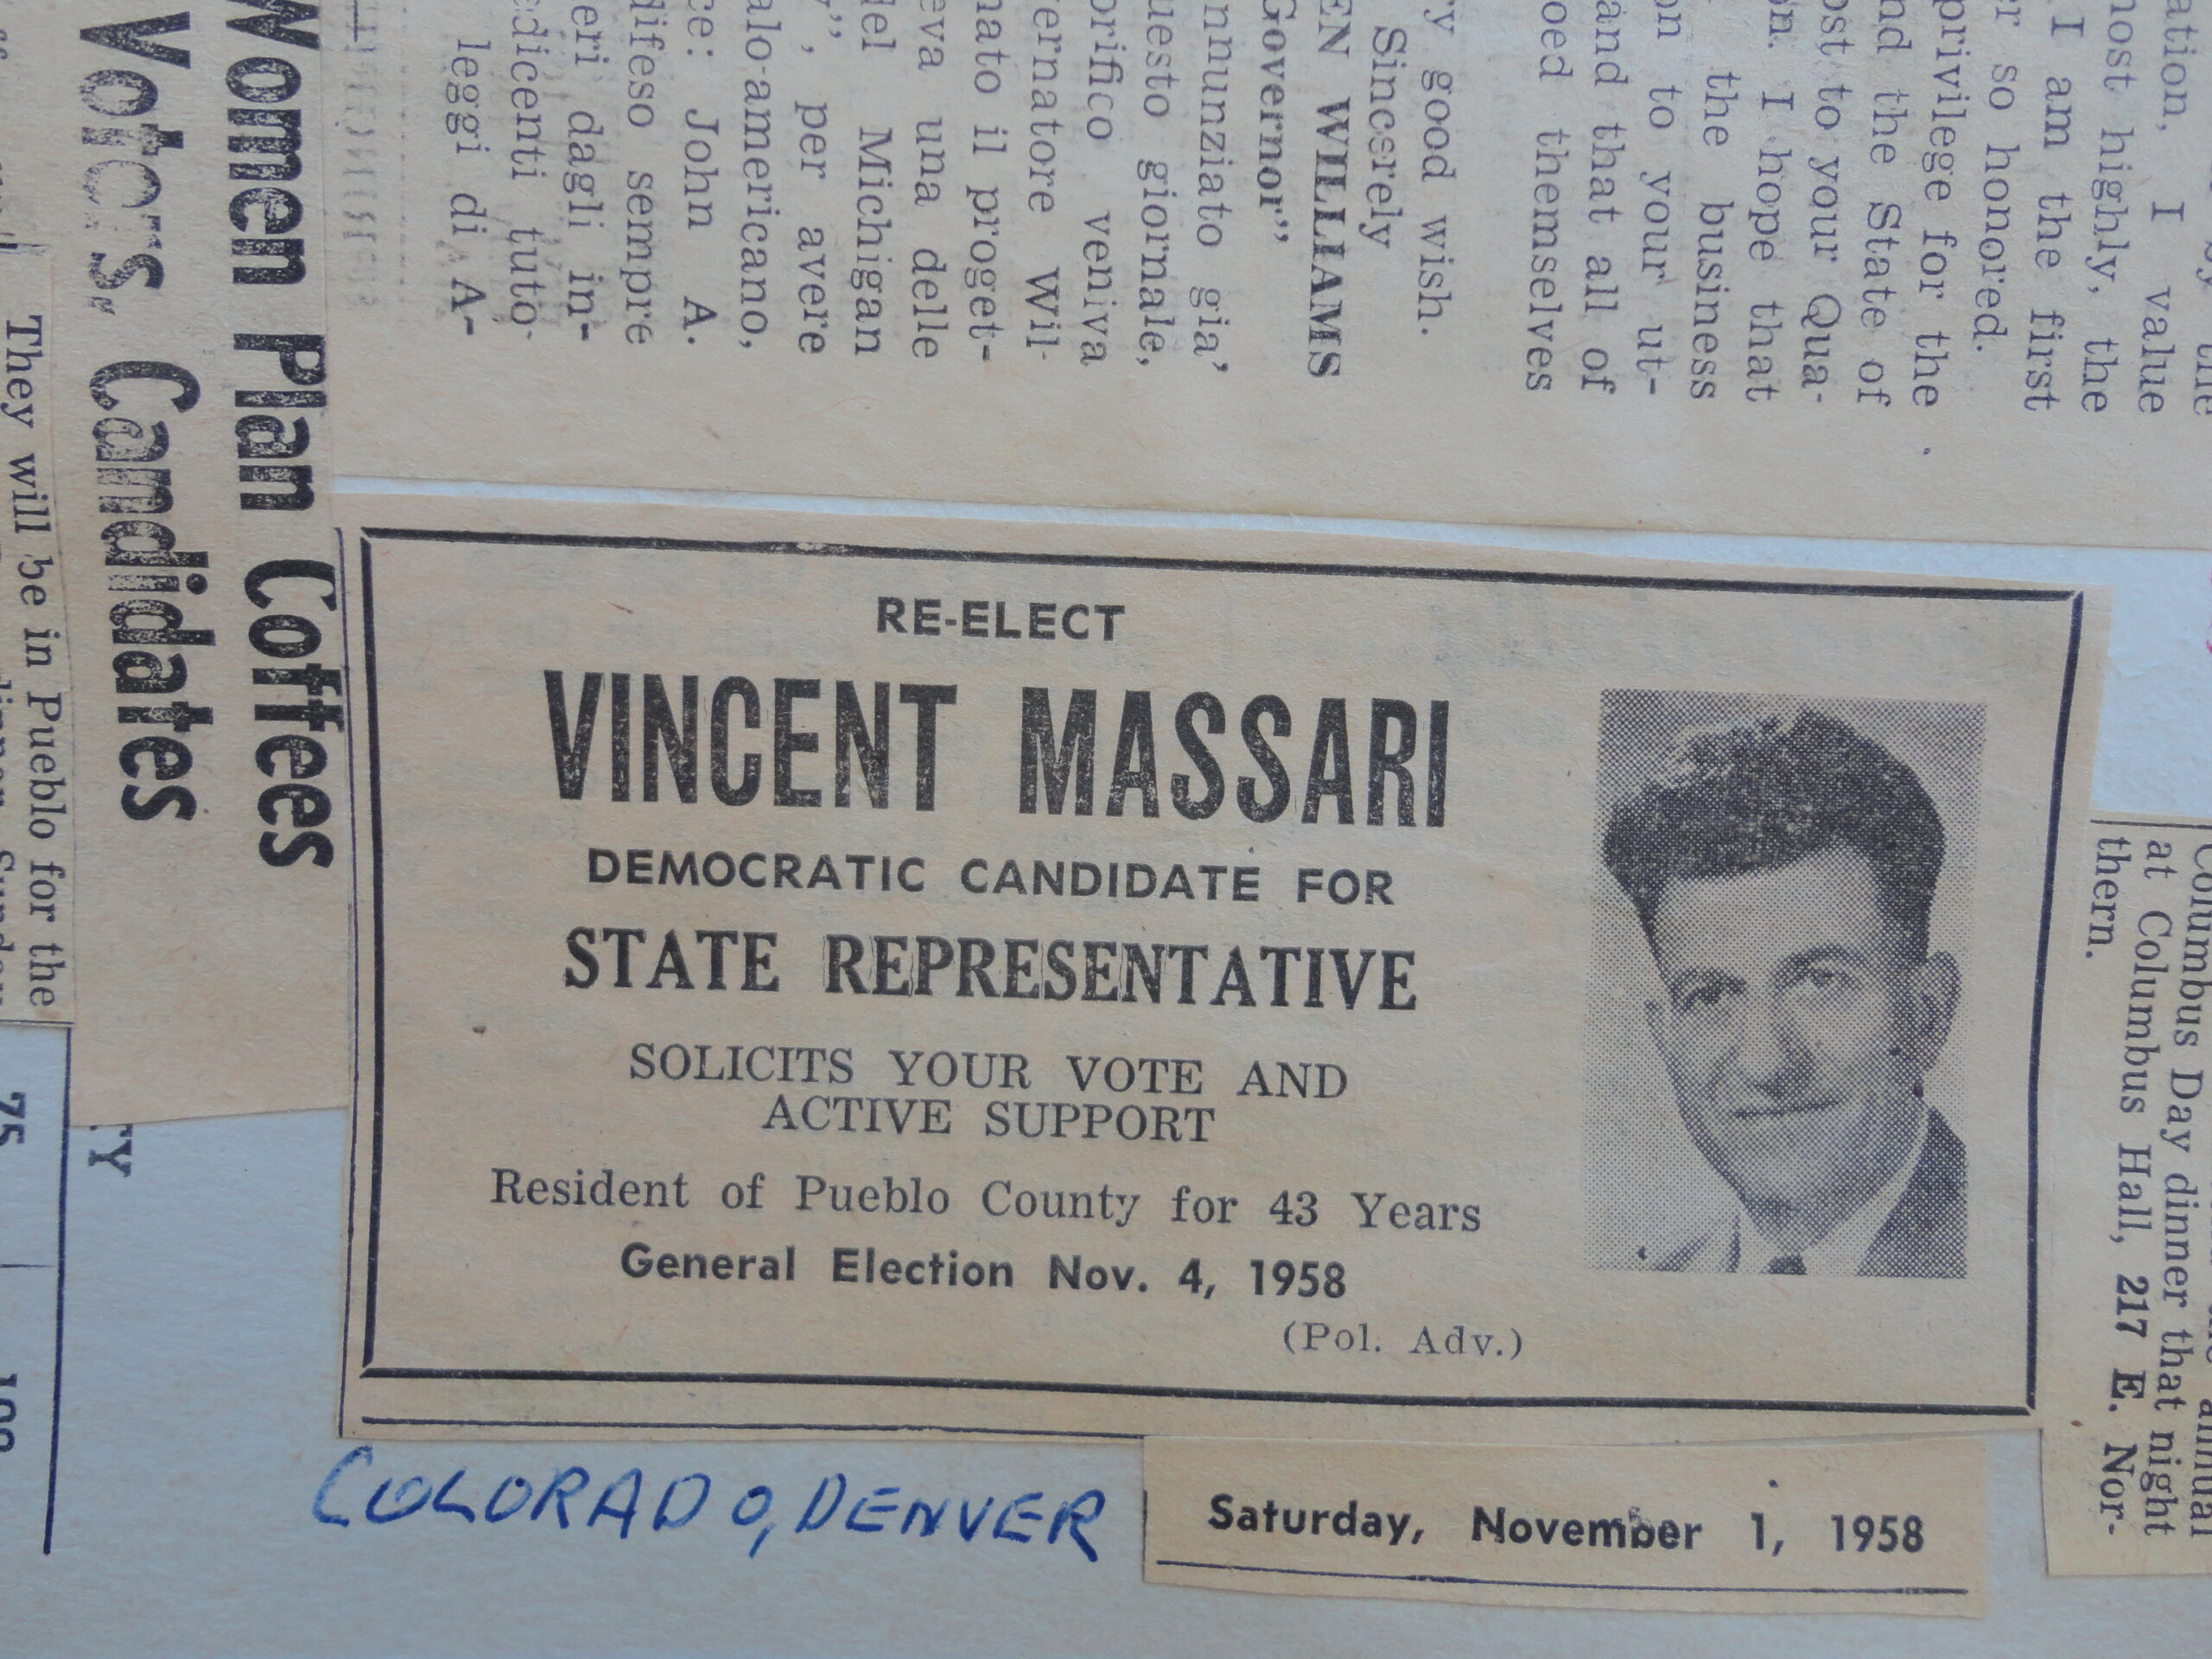 RE-ELECT
VINCENT MASSARI
DEMOCRATIC CANDIDATE FOR
STATE REPRESENTATIVE
SOLICITS YOUR VOTE AND
ACTIVE SUPPORT
Resident of Pueblo County for 43 Years
General Election Nov. 4, 1958
(Pol. Adv.)
COLORADO, DENVER
Saturday, November 1, 1958
Women Plan Coffees
Voters, Candidates
They will be in Pueblo for the
I value
most highly, the
I am the first
so honored.
privilege for the
and the State of
to your Qua-
I hope that
the business
to your ut-
and that all of
themselves
good wish.
Sincerely
WILLIAMS
Governor"
gia'
questo giornale,
veniva
Wil-
il proget-
una delle
del Michigan
, per avere
John A.
difeso sempre
dagli in-
tuto-
leggi di A-
Columbus Day dinner that night
at Columbus Hall, 217 E. Nor-
thern.
75